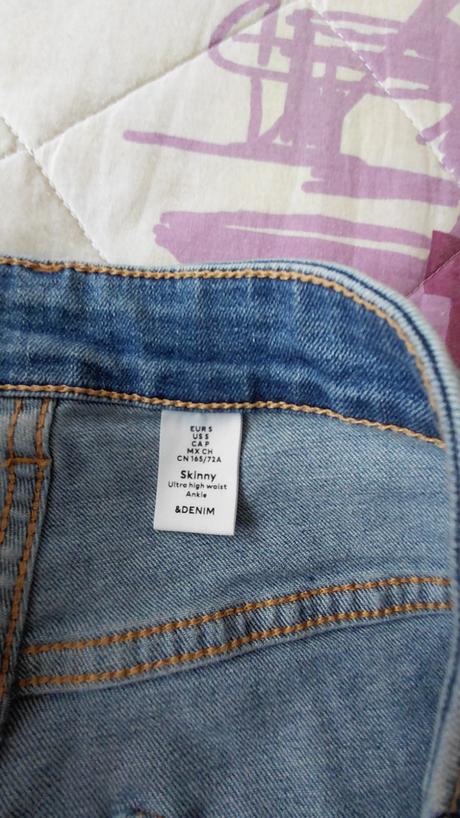 EUR S
US S
CA P
MX CH
CN 165/72A
Skinny
Ultra high waist
Ankle
&DENIM